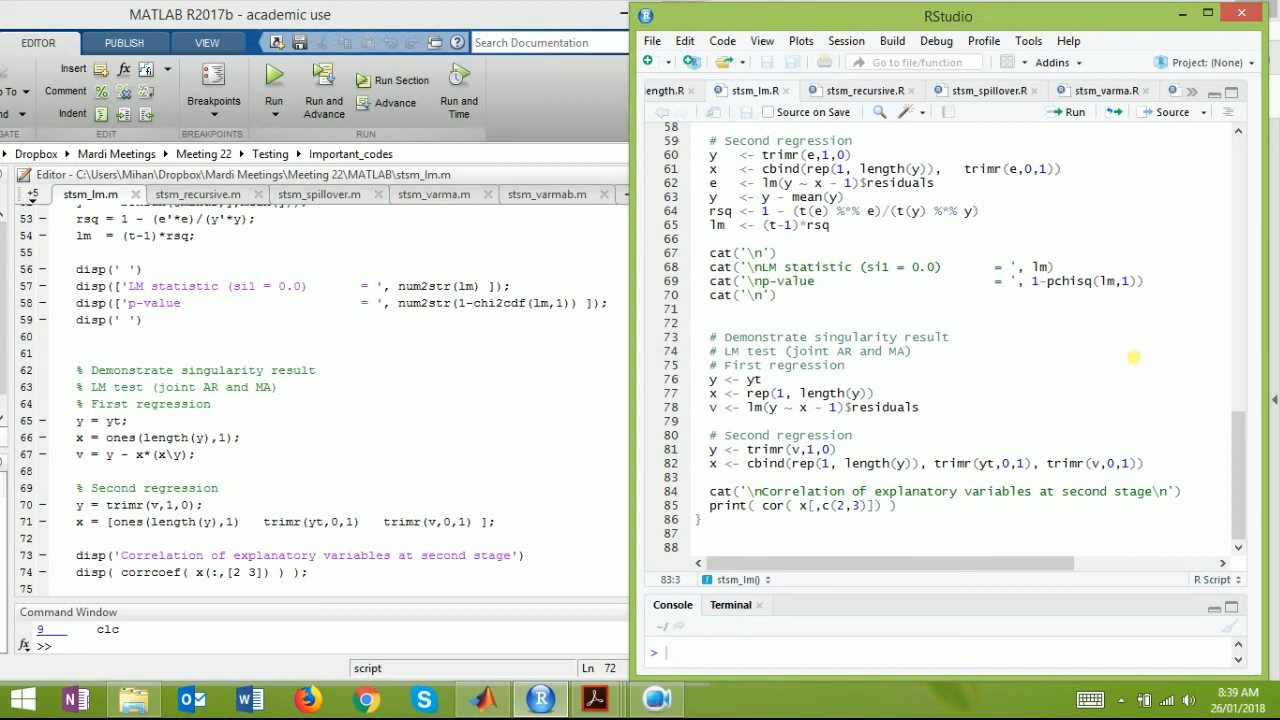 MATLAB R2017b - academic use
EDITOR PUBLISH VIEW
Search Documentation
Insert
Comment
Indent
Breakpoints
Run
Run and Advance
Run Section
Advance
Run and Time
EDIT BREAKPOINTS RUN
Dropbox Mardi Meetings Meeting 22 Testing Important_codes
Editor - C:\Users\Mihan\Dropbox\Mardi Meetings\Meeting 22\MATLAB\stsm_lm.m
+5 stsm_lm.m stsm_recursive.m stsm_spillover.m stsm_varma.m stsm_varmab.m
53 rsq = 1 - (e'*e)/(y'*y);
54 lm = (t-1)*rsq;
55
56 disp(' ')
57 disp(['LM statistic (si1 = 0.0) = ', num2str(lm) ]);
58 disp(['p-value = ', num2str(1-chi2cdf(lm,1)) ]);
59 disp(' ')
60
61
62 % Demonstrate singularity result
63 % LM test (joint AR and MA)
64 % First regression
65 y = yt;
66 x = ones(length(y),1);
67 v = y - x*(x\y);
68
69 % Second regression
70 y = trimr(v,1,0);
71 x = [ones(length(y),1) trimr(yt,0,1) trimr(v,0,1) ];
72
73 disp('Correlation of explanatory variables at second stage')
74 disp( corrcoef( x(:,[2 3]) ) );
75
Command Window
9 clc
fx >>
script Ln 72
RStudio
File Edit Code View Plots Session Build Debug Profile Tools Help
Go to file/function Addins Project: (None)
ength.R stsm_lm.R stsm_recursive.R stsm_spillover.R stsm_varma.R
Source on Save Run Source
58
59 # Second regression
60 y <- trimr(e,1,0)
61 x <- cbind(rep(1, length(y)), trimr(e,0,1))
62 e <- lm(y ~ x - 1)$residuals
63 y <- y - mean(y)
64 rsq <- 1 - (t(e) %*% e)/(t(y) %*% y)
65 lm <- (t-1)*rsq
66
67 cat('\n')
68 cat('\nLM statistic (si1 = 0.0) = ', lm)
69 cat('\np-value = ', 1-pchisq(lm,1))
70 cat('\n')
71
72
73 # Demonstrate singularity result
74 # LM test (joint AR and MA)
75 # First regression
76 y <- yt
77 x <- rep(1, length(y))
78 v <- lm(y ~ x - 1)$residuals
79
80 # Second regression
81 y <- trimr(v,1,0)
82 x <- cbind(rep(1, length(y)), trimr(yt,0,1), trimr(v,0,1))
83
84 cat('\nCorrelation of explanatory variables at second stage\n')
85 print( cor( x[,c(2,3)]) )
86 }
87
88
83:3 stsm_lm() R Script
Console Terminal
~/
>
8:39 AM
26/01/2018